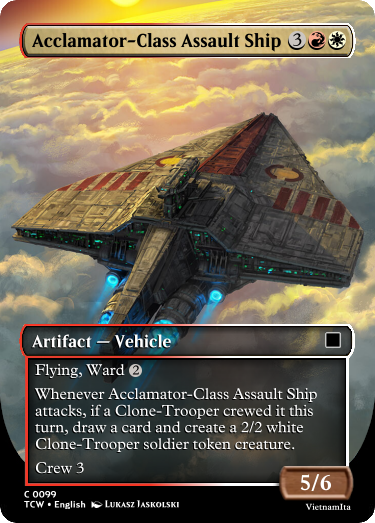 Acclamator-Class Assault Ship 3
Artifact — Vehicle
Flying, Ward 2
Whenever Acclamator-Class Assault Ship
attacks, if a Clone-Trooper crewed it this
turn, draw a card and create a 2/2 white
Clone-Trooper soldier token creature.
Crew 3
5/6
C 0099
TCW • English Lukasz Jaskolski
VietnamIta